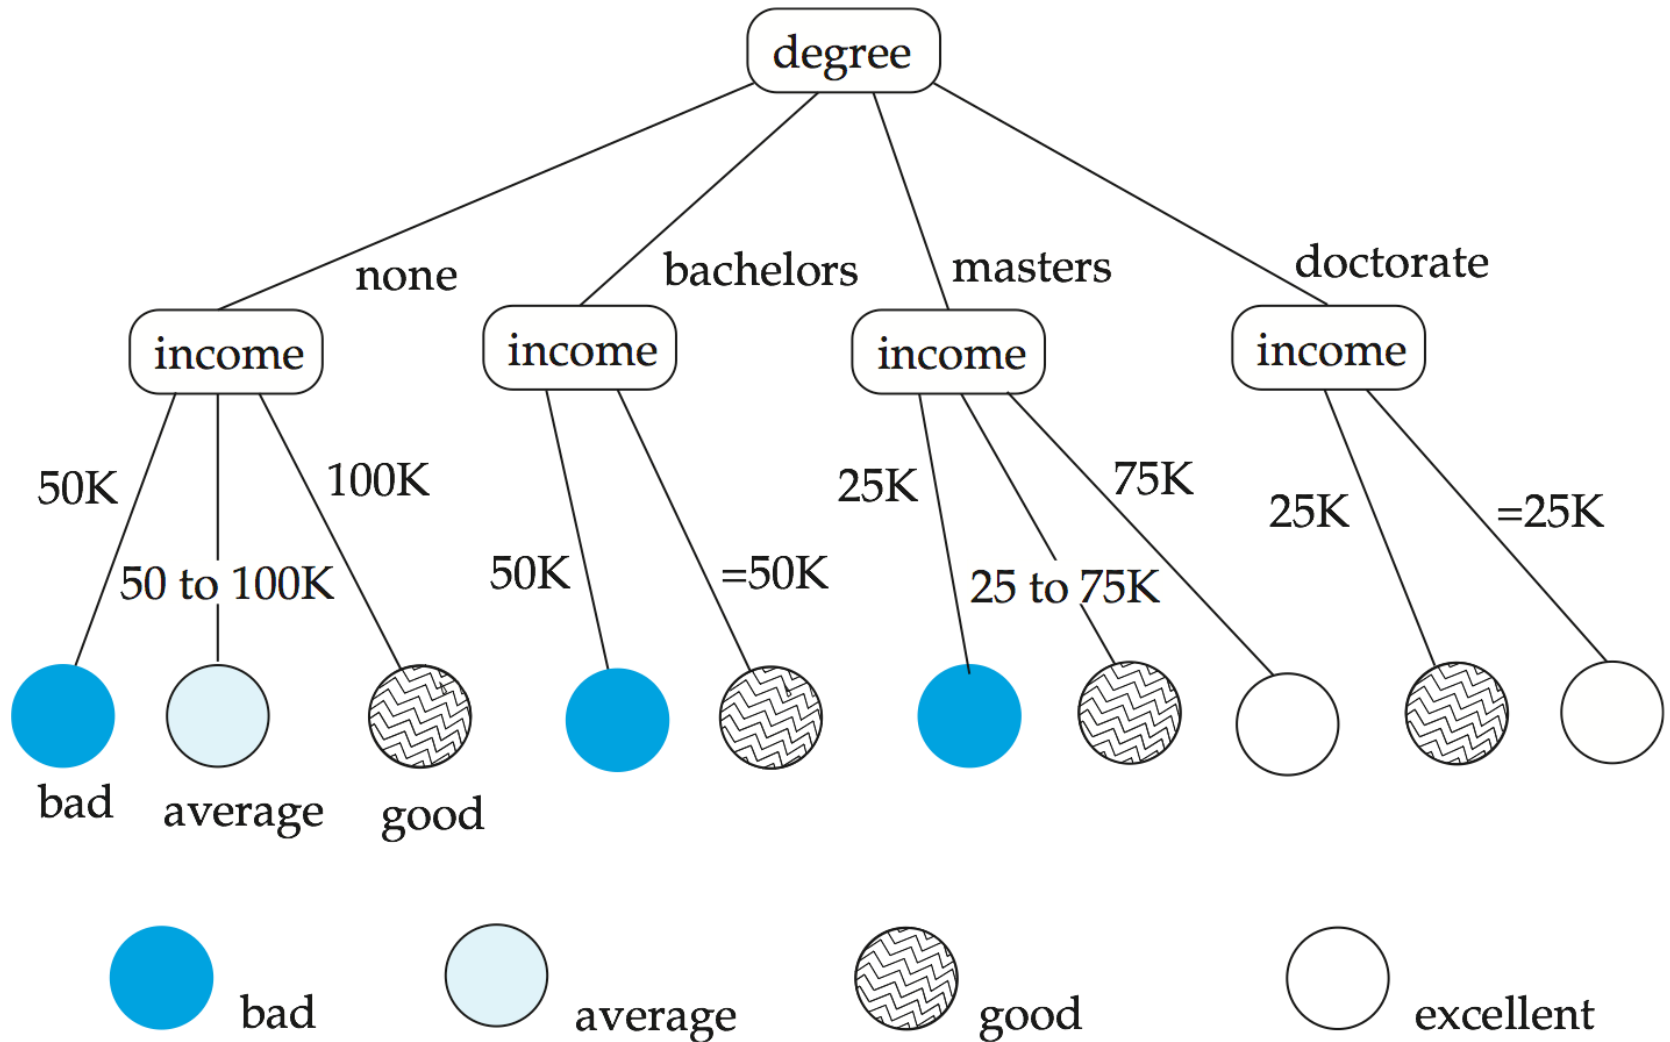 degree
none
bachelors
masters
doctorate
income
income
income
income
50K
50 to 100K
100K
50K
=50K
25K
25 to 75K
75K
25K
=25K
bad
average
good
bad
average
good
excellent